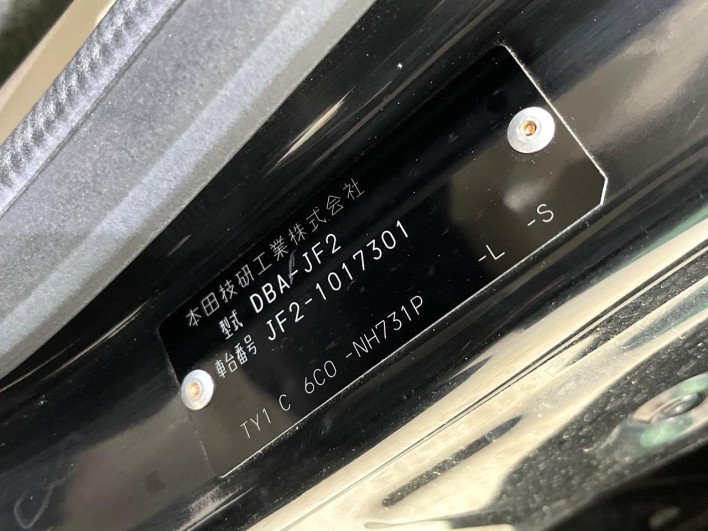 本田技研工業株式会社
型式 DBA-JF2
車台番号 JF2-1017301
TY1 C 6C0 -NH731P -L -S